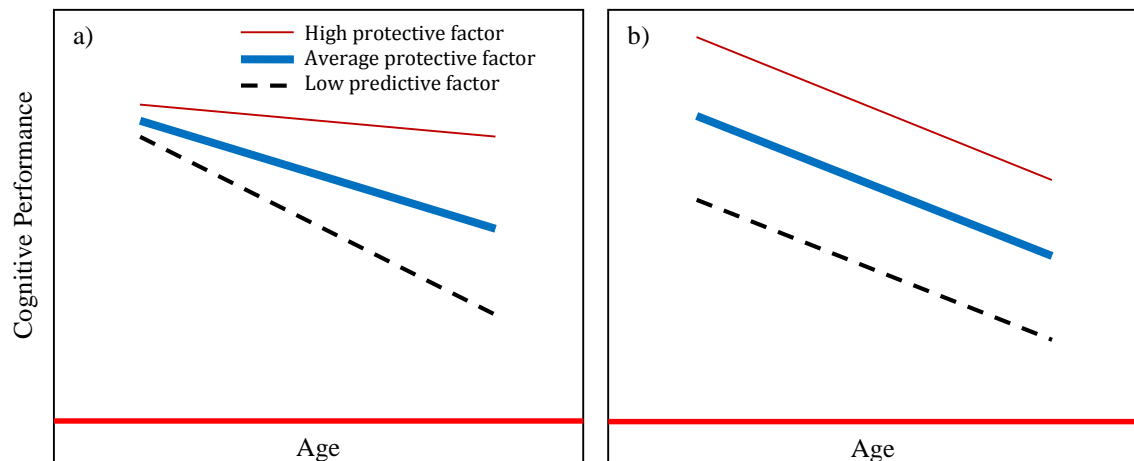 a)
High protective factor
Average protective factor
Low predictive factor
b)
Cognitive Performance
Age
Age